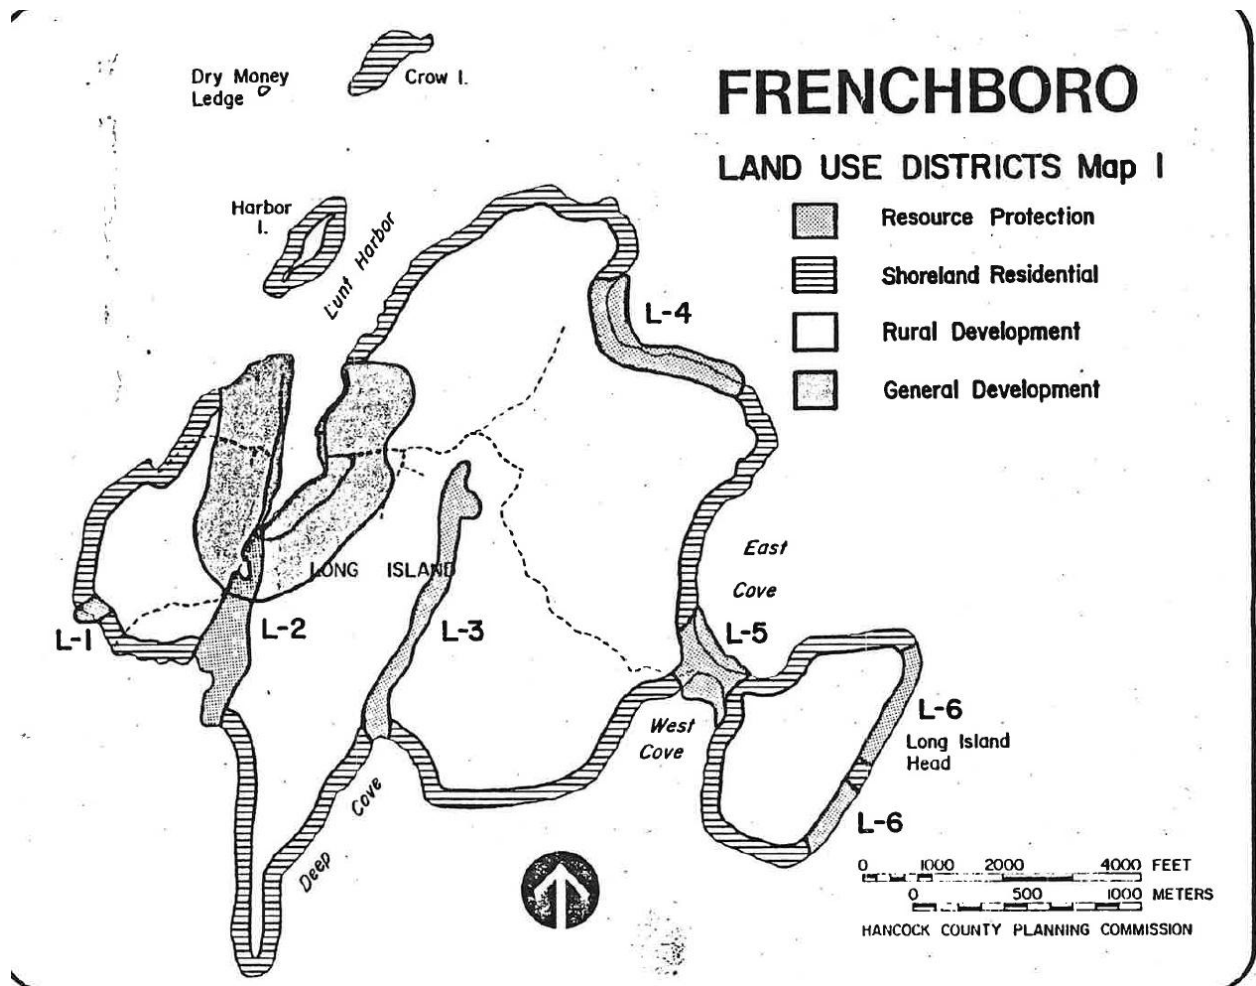 FRENCHBORO
LAND USE DISTRICTS Map 1
Resource Protection
Shoreland Residential
Rural Development
General Development
Dry Money
Ledge
Crow I.
Harbor
I.
Lunt Harbor
L-4
East
Cove
LONG ISLAND
L-1
L-2
L-3
L-5
L-6
Long Island
Head
West
Cove
L-6
Deep Cove
0 1000 2000 4000 FEET
0 500 1000 METERS
HANCOCK COUNTY PLANNING COMMISSION